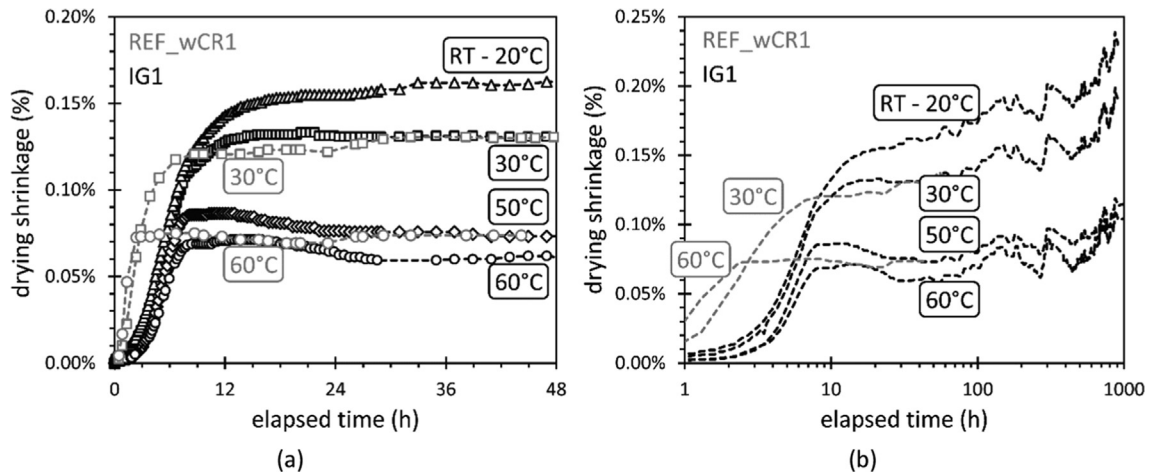 REF_wCR1
IG1
RT - 20°C
30°C
30°C
50°C
60°C
60°C
drying shrinkage (%)
0.20%
0.15%
0.10%
0.05%
0.00%
0 12 24 36 48
elapsed time (h)
(a)
REF_wCR1
IG1
RT - 20°C
30°C
30°C
50°C
60°C
60°C
drying shrinkage (%)
0.25%
0.20%
0.15%
0.10%
0.05%
0.00%
1 10 100 1000
elapsed time (h)
(b)